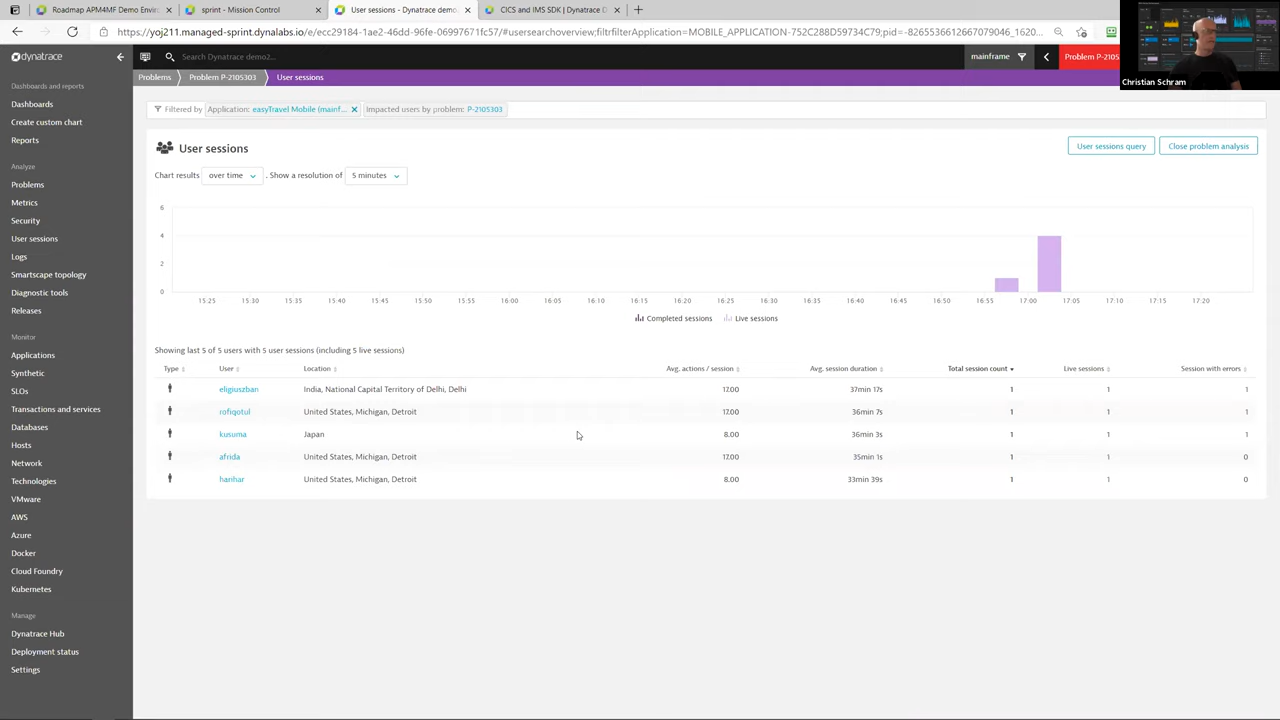 Roadmap APM4MF Demo Envir
sprint - Mission Control
User sessions - Dynatrace demo
CICS and IMS SDK | Dynatrace D
https://yoj211.managed-sprint.dynalabs.io/e/ecc29184-1ae2-46dd-96fe-
dynatrace
Search Dynatrace demo2...
mainframe
Problem P-2105
Christian Schram
Problems
Problem P-2105303
User sessions
Dashboards and reports
Dashboards
Create custom chart
Reports
Analyze
Problems
Metrics
Security
User sessions
Logs
Smartscape topology
Diagnostic tools
Releases
Monitor
Applications
Synthetic
SLOs
Transactions and services
Databases
Hosts
Network
Technologies
VMware
AWS
Azure
Docker
Cloud Foundry
Kubernetes
Manage
Dynatrace Hub
Deployment status
Settings
Filtered by Application: easyTravel Mobile (mainf... Impacted users by problem: P-2105303
User sessions
User sessions query
Close problem analysis
Chart results over time . Show a resolution of 5 minutes
6
4
2
0
15:25 15:30 15:35 15:40 15:45 15:50 15:55 16:00 16:05 16:10 16:15 16:20 16:25 16:30 16:35 16:40 16:45 16:50 16:55 17:00 17:05 17:10 17:15 17:20
Completed sessions Live sessions
Showing last 5 of 5 users with 5 user sessions (including 5 live sessions)
Type User Location Avg. actions / session Avg. session duration Total session count Live sessions Session with errors
eligiuszban India, National Capital Territory of Delhi, Delhi 17.00 37min 17s 1 1 1
rofiqotul United States, Michigan, Detroit 17.00 36min 7s 1 1 1
kusuma Japan 8.00 36min 3s 1 1 1
afrida United States, Michigan, Detroit 17.00 35min 1s 1 1 0
hanhar United States, Michigan, Detroit 8.00 33min 39s 1 1 0